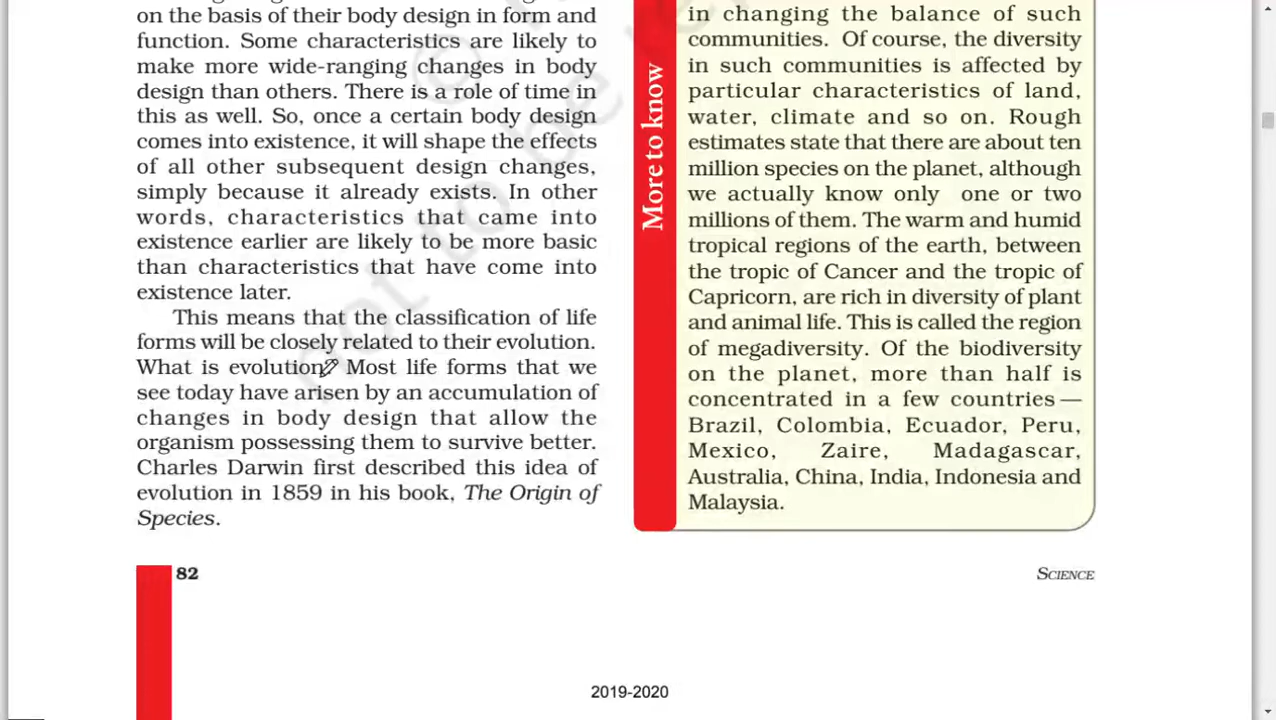 on the basis of their body design in form and
function. Some characteristics are likely to
make more wide-ranging changes in body
design than others. There is a role of time in
this as well. So, once a certain body design
comes into existence, it will shape the effects
of all other subsequent design changes,
simply because it already exists. In other
words, characteristics that came into
existence earlier are likely to be more basic
than characteristics that have come into
existence later.
This means that the classification of life
forms will be closely related to their evolution.
What is evolution? Most life forms that we
see today have arisen by an accumulation of
changes in body design that allow the
organism possessing them to survive better.
Charles Darwin first described this idea of
evolution in 1859 in his book, The Origin of
Species.
More to know
in changing the balance of such
communities. Of course, the diversity
in such communities is affected by
particular characteristics of land,
water, climate and so on. Rough
estimates state that there are about ten
million species on the planet, although
we actually know only one or two
millions of them. The warm and humid
tropical regions of the earth, between
the tropic of Cancer and the tropic of
Capricorn, are rich in diversity of plant
and animal life. This is called the region
of megadiversity. Of the biodiversity
on the planet, more than half is
concentrated in a few countries —
Brazil, Colombia, Ecuador, Peru,
Mexico, Zaire, Madagascar,
Australia, China, India, Indonesia and
Malaysia.
© not to be
82
SCIENCE
2019-2020